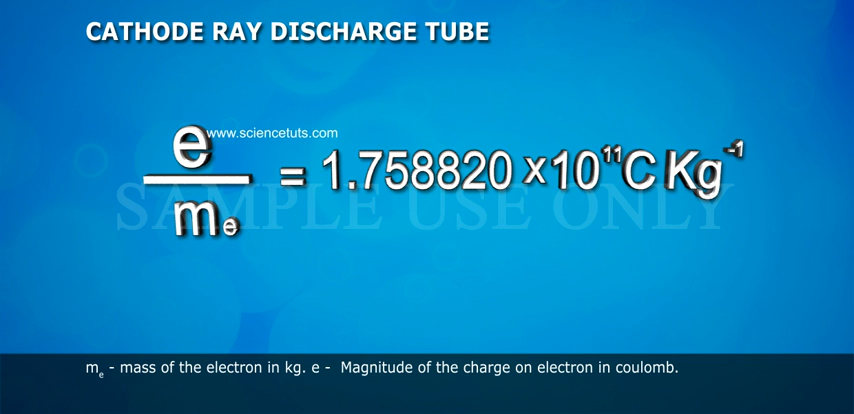 CATHODE RAY DISCHARGE TUBE
www.sciencetuts.com
e/mₑ = 1.758820 ×10¹¹C Kg⁻¹
SAMPLE USE ONLY
mₑ - mass of the electron in kg. e - Magnitude of the charge on electron in coulomb.